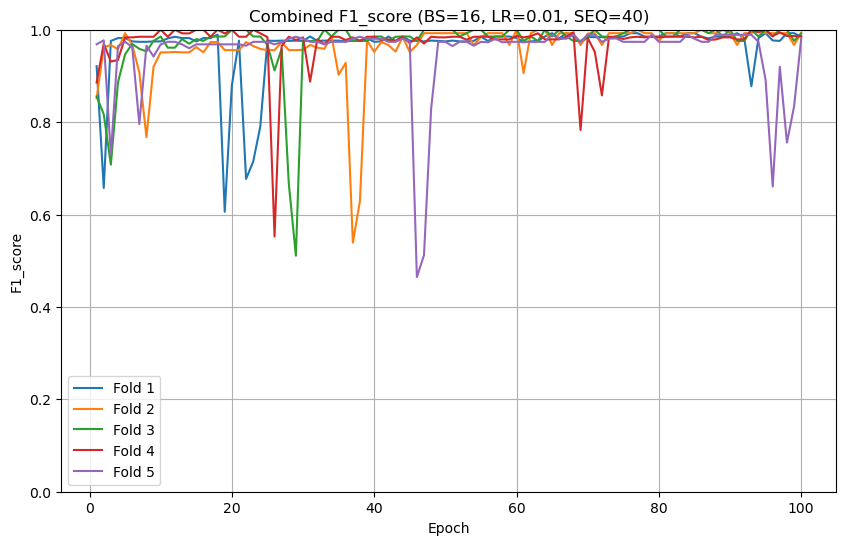 Combined F1_score (BS=16, LR=0.01, SEQ=40)
F1_score
1.0
0.8
0.6
0.4
0.2
0.0
Fold 1
Fold 2
Fold 3
Fold 4
Fold 5
0
20
40
60
80
100
Epoch